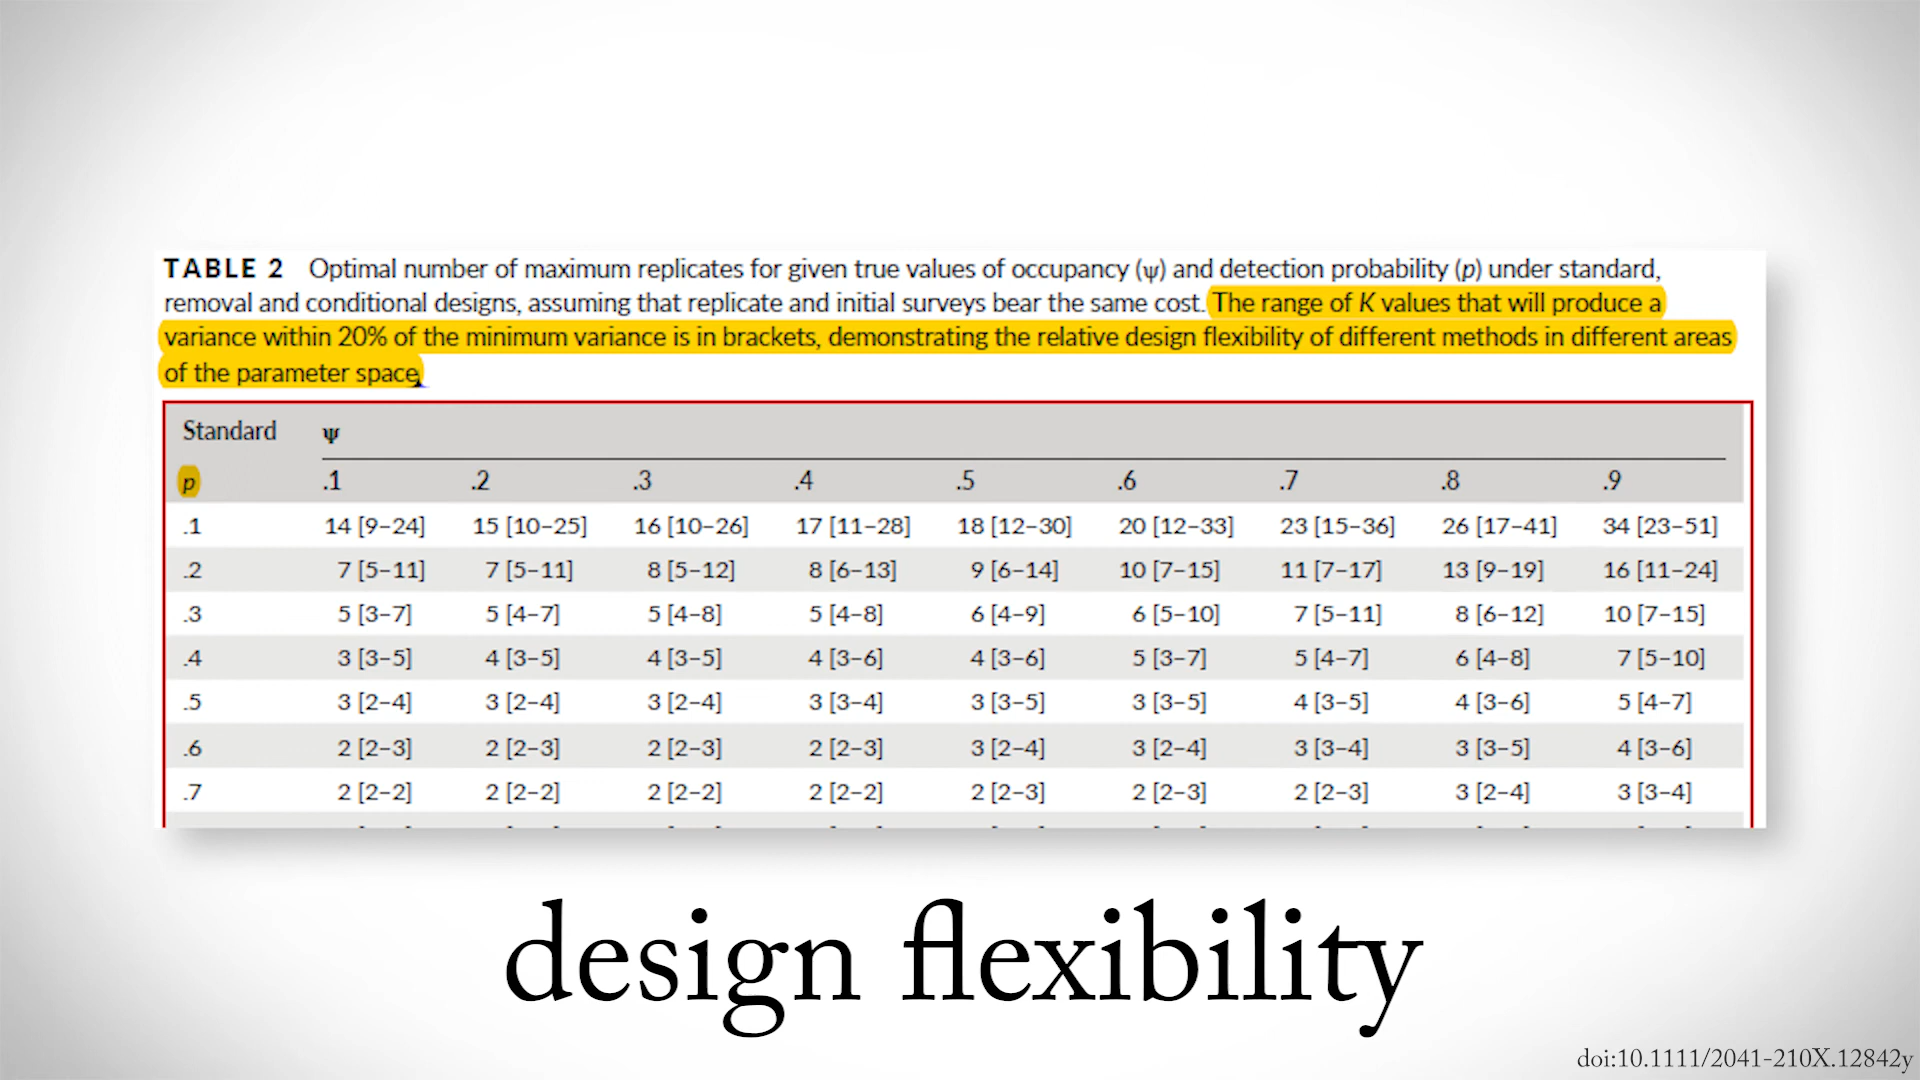 TABLE 2 Optimal number of maximum replicates for given true values of occupancy (ψ) and detection probability (p) under standard,
removal and conditional designs, assuming that replicate and initial surveys bear the same cost. The range of K values that will produce a
variance within 20% of the minimum variance is in brackets, demonstrating the relative design flexibility of different methods in different areas
of the parameter space.
Standard ψ
p .1 .2 .3 .4 .5 .6 .7 .8 .9
.1 14 [9–24] 15 [10–25] 16 [10–26] 17 [11–28] 18 [12–30] 20 [12–33] 23 [15–36] 26 [17–41] 34 [23–51]
.2 7 [5–11] 7 [5–11] 8 [5–12] 8 [6–13] 9 [6–14] 10 [7–15] 11 [7–17] 13 [9–19] 16 [11–24]
.3 5 [3–7] 5 [4–7] 5 [4–8] 5 [4–8] 6 [4–9] 6 [5–10] 7 [5–11] 8 [6–12] 10 [7–15]
.4 3 [3–5] 4 [3–5] 4 [3–5] 4 [3–6] 4 [3–6] 5 [3–7] 5 [4–7] 6 [4–8] 7 [5–10]
.5 3 [2–4] 3 [2–4] 3 [2–4] 3 [3–4] 3 [3–5] 3 [3–5] 4 [3–5] 4 [3–6] 5 [4–7]
.6 2 [2–3] 2 [2–3] 2 [2–3] 2 [2–3] 3 [2–4] 3 [2–4] 3 [3–4] 3 [3–5] 4 [3–6]
.7 2 [2–2] 2 [2–2] 2 [2–2] 2 [2–2] 2 [2–3] 2 [2–3] 2 [2–3] 3 [2–4] 3 [3–4]
design flexibility
doi:10.1111/2041-210X.12842y